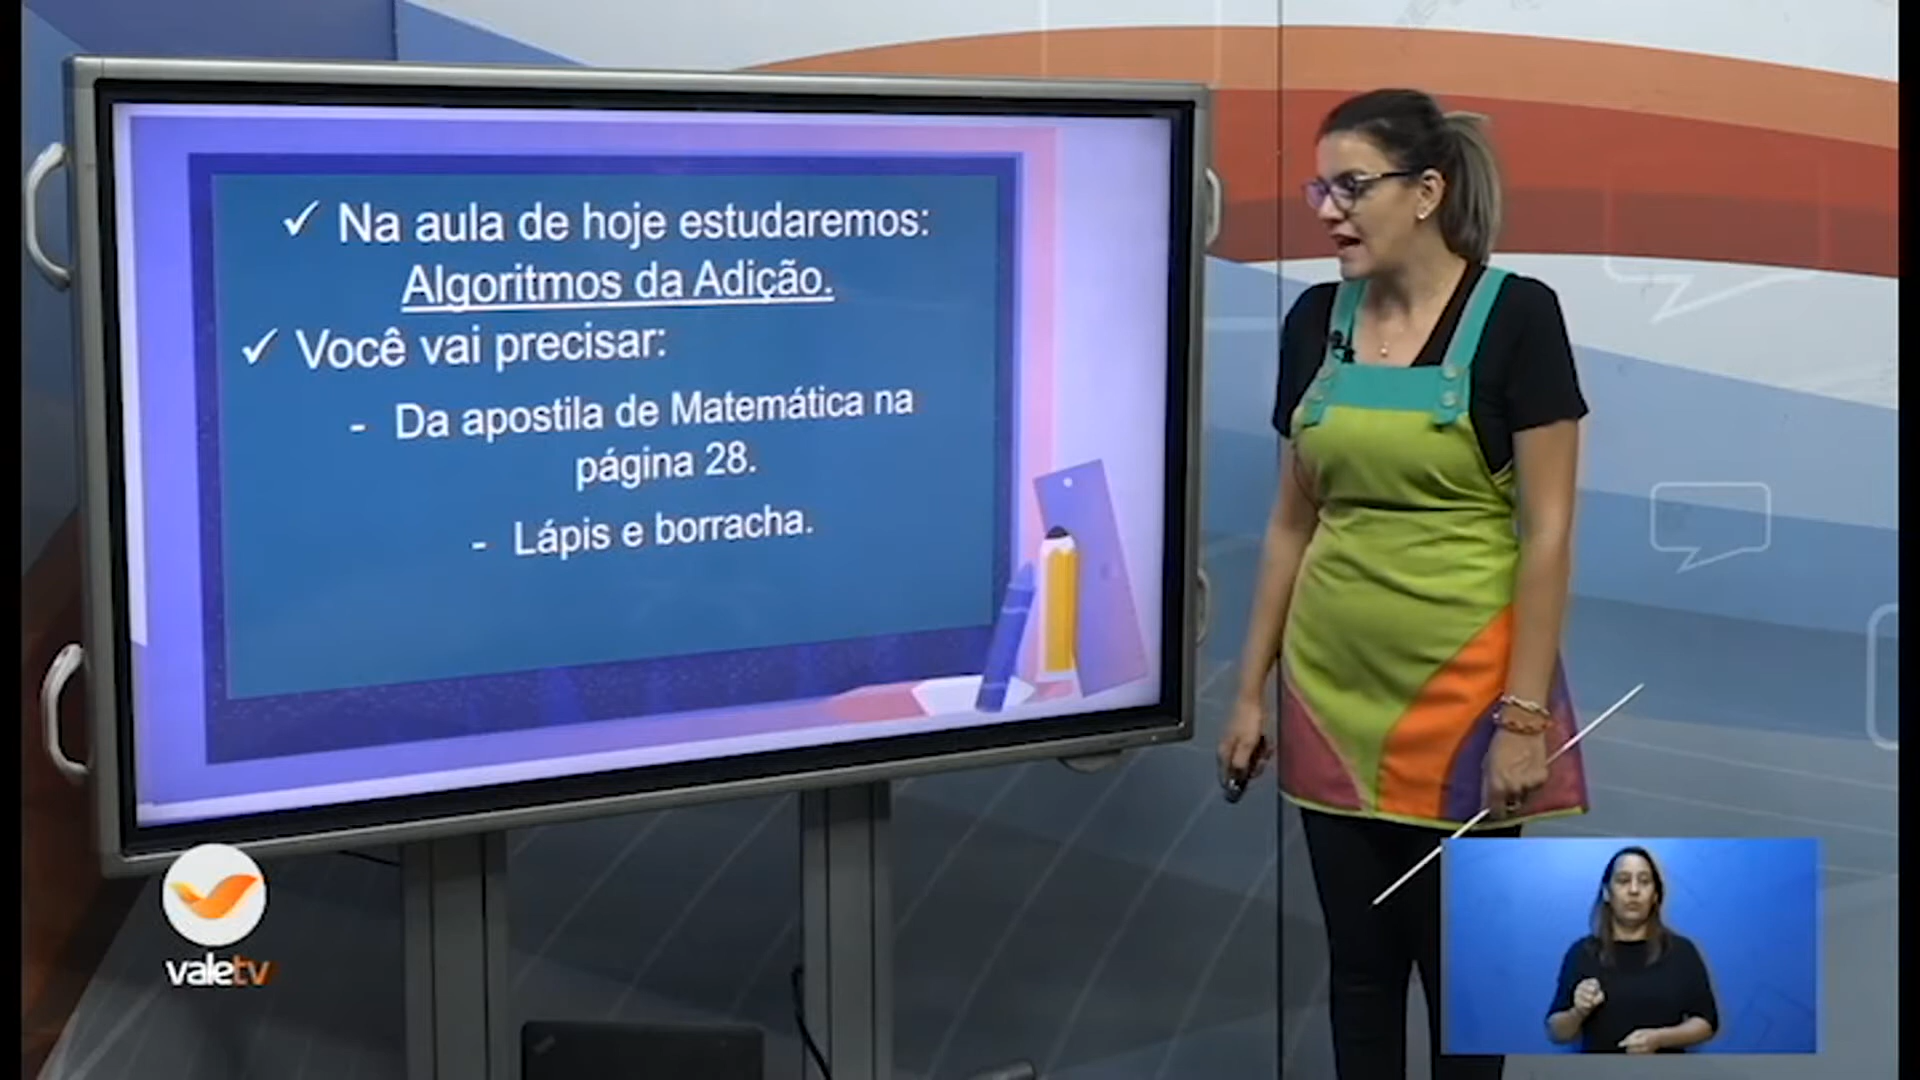 ✓ Na aula de hoje estudaremos:
Algoritmos da Adição.
✓ Você vai precisar:
- Da apostila de Matemática na
página 28.
- Lápis e borracha.
valetv